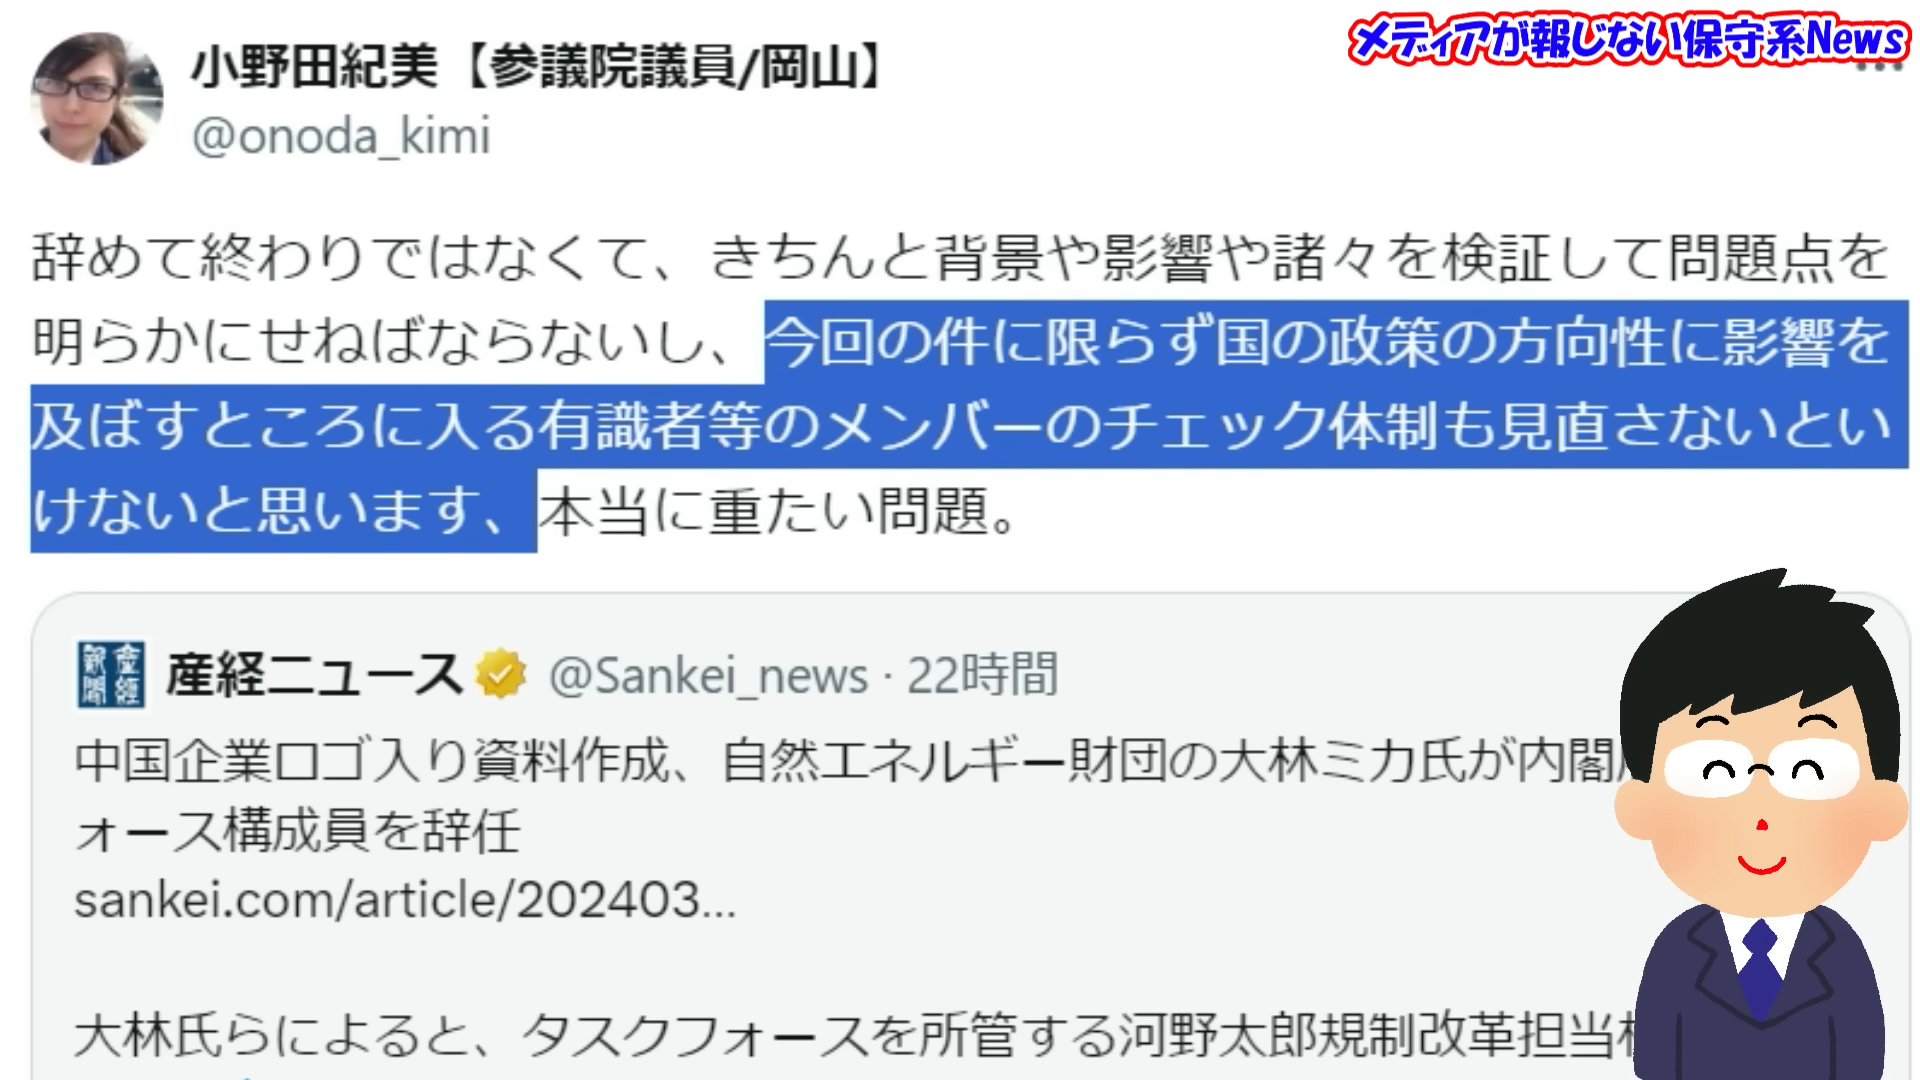 メディアが報じない保守系News
小野田紀美【参議院議員/岡山】
@onoda_kimi
辞めて終わりではなくて、きちんと背景や影響や諸々を検証して問題点を
明らかにせねばならないし、今回の件に限らず国の政策の方向性に影響を
及ぼすところに入る有識者等のメンバーのチェック体制も見直さないとい
けないと思います、本当に重たい問題。
産経新聞
産経ニュース @Sankei_news · 22時間
中国企業ロゴ入り資料作成、自然エネルギー財団の大林ミカ氏が内閣
ォース構成員を辞任
sankei.com/article/202403…
大林氏らによると、タスクフォースを所管する河野太郎規制改革担当